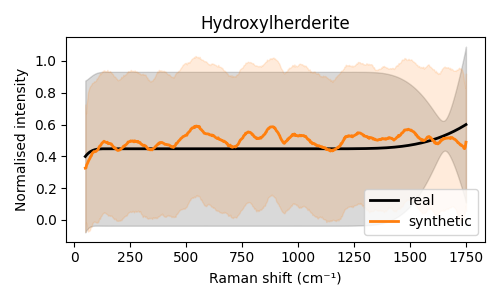 Hydroxylherderite
Normalised intensity
1.0
0.8
0.6
0.4
0.2
0.0
real
synthetic
0 250 500 750 1000 1250 1500 1750
Raman shift (cm⁻¹)